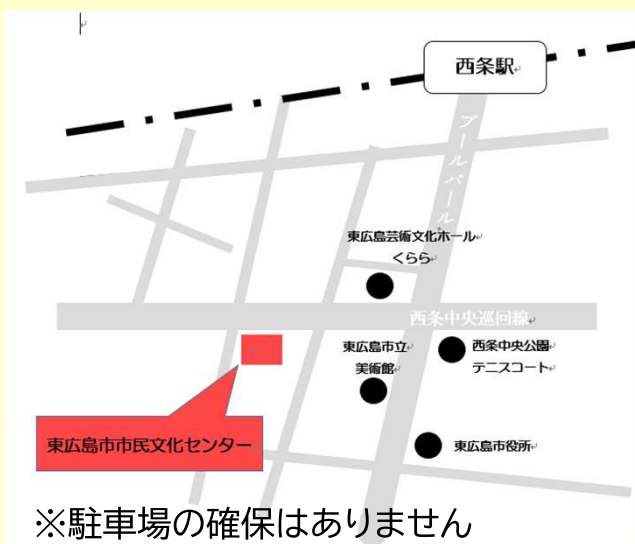 西条駅
ブールバール
東広島芸術文化ホール
くらら
西条中央巡回線
東広島市立
美術館
西条中央公園
テニスコート
東広島市市民文化センター
東広島市役所
※駐車場の確保はありません